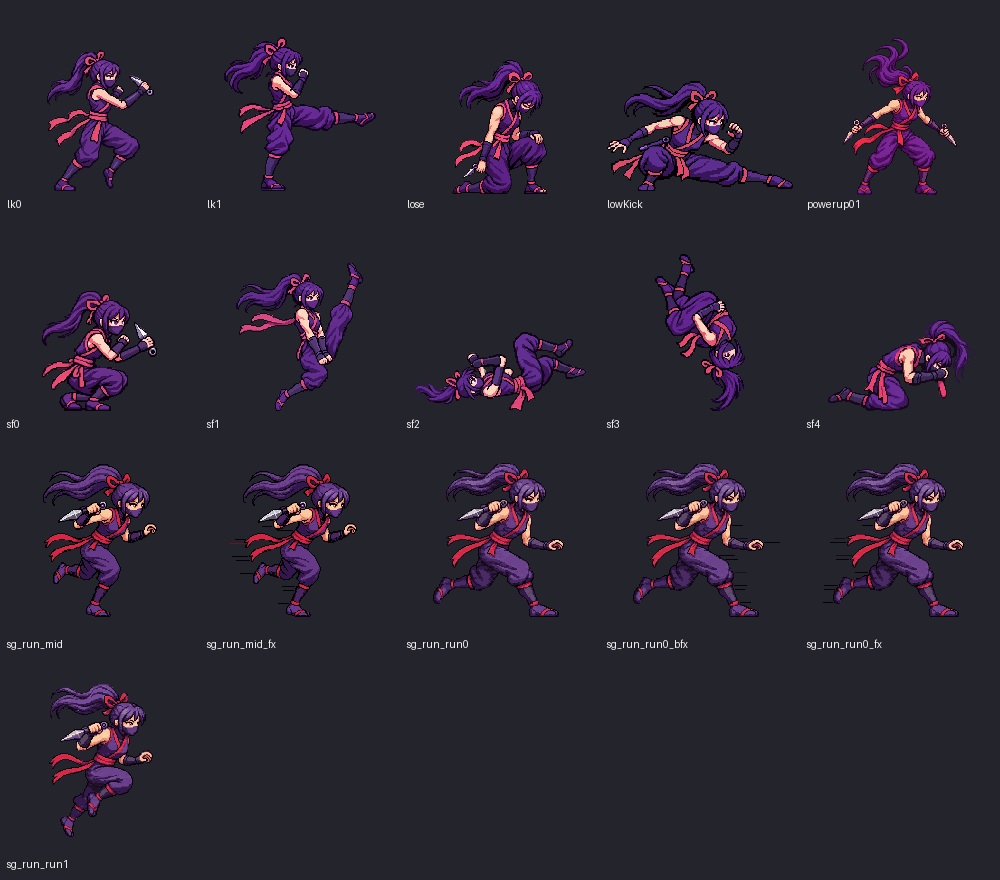 lk0
lk1
lose
lowKick
powerup01
sf0
sf1
sf2
sf3
sf4
sg_run_mid
sg_run_mid_fx
sg_run_run0
sg_run_run0_bfx
sg_run_run0_fx
sg_run_run1